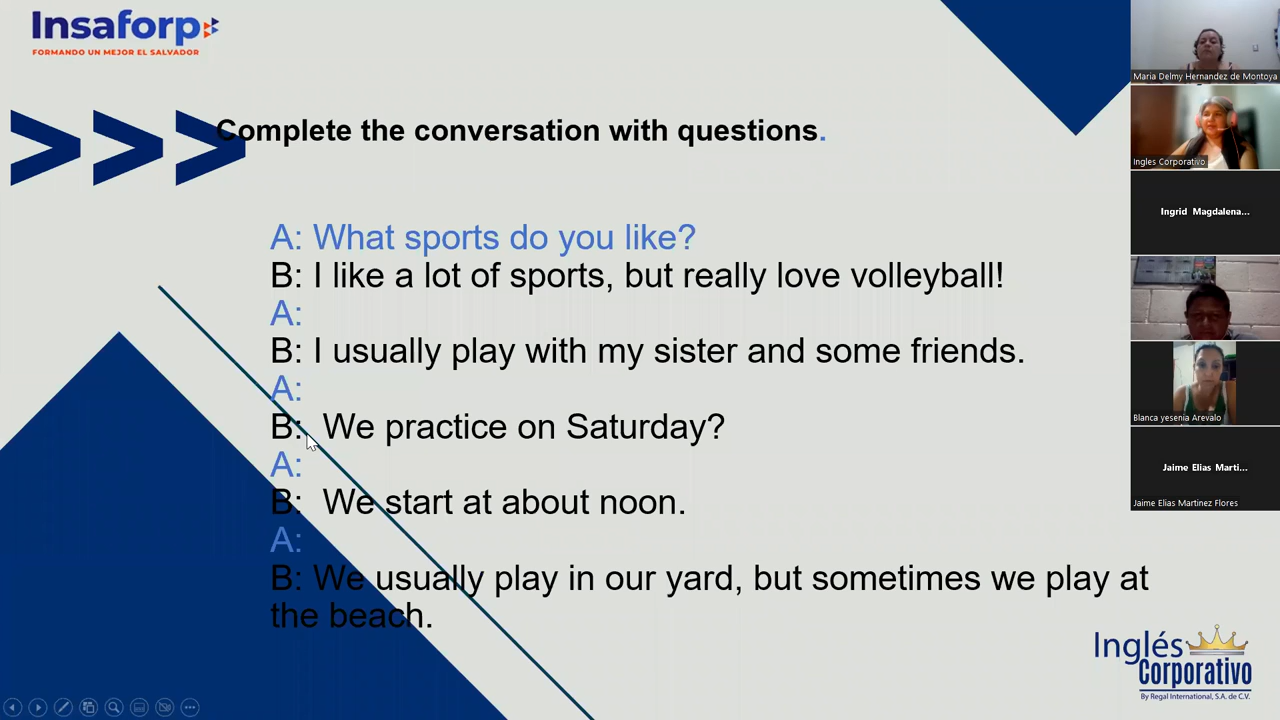 Insaforp
FORMANDO UN MEJOR EL SALVADOR
>>>
Complete the conversation with questions.
A: What sports do you like?
B: I like a lot of sports, but really love volleyball!
A:
B: I usually play with my sister and some friends.
A:
B: We practice on Saturday?
A:
B: We start at about noon.
A:
B: We usually play in our yard, but sometimes we play at
the beach.
Inglés
Corporativo
By Regal International, S.A. de C.V.
Maria Delmy Hernandez de Montoya
Ingles Corporativo
Ingrid Magdalena...
Blanca yesenia Arevalo
Jaime Elias Marti...
Jaime Elias Martinez Flores